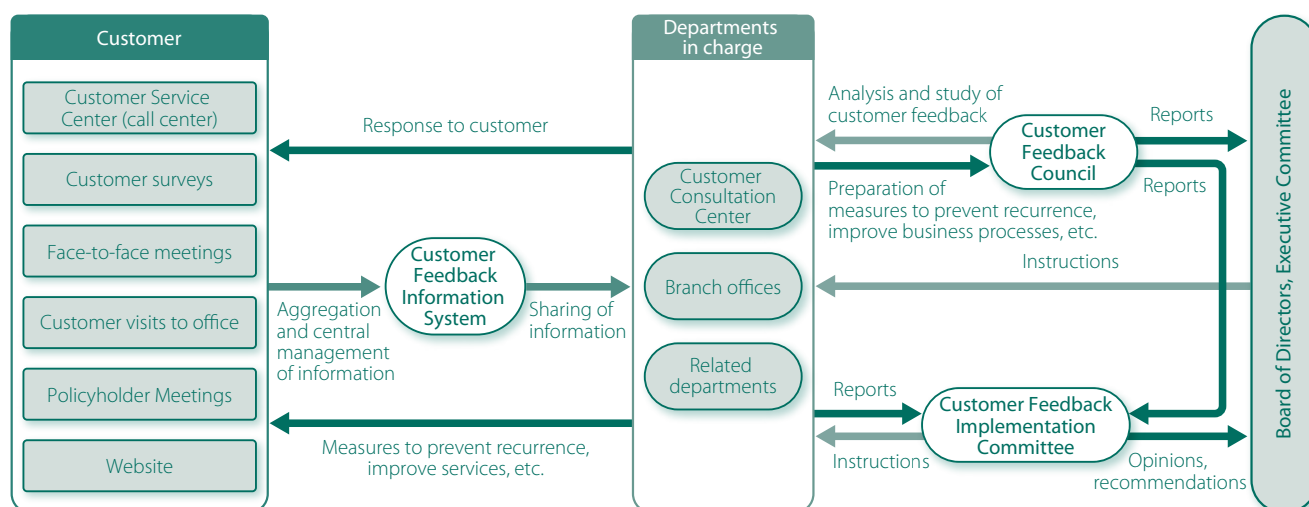 Customer
Customer Service
Center (call center)
Customer surveys
Face-to-face meetings
Customer visits to office
Policyholder Meetings
Website
Response to customer
Aggregation
and central
management
of information
Customer
Feedback
Information
System
Sharing of
information
Measures to prevent recurrence,
improve services, etc.
Departments
in charge
Customer
Consultation
Center
Branch offices
Related
departments
Analysis and study of
customer feedback
Customer
Feedback
Council
Reports
Reports
Preparation of
measures to prevent recurrence,
improve business processes, etc.
Instructions
Reports
Customer Feedback
Implementation
Committee
Instructions
Opinions,
recommendations
Board of Directors, Executive Committee